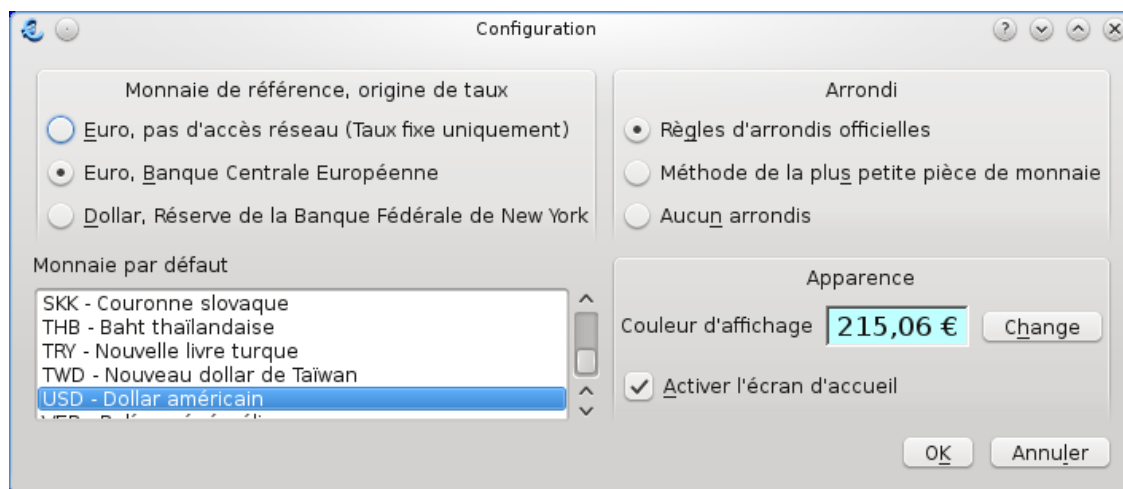 Configuration
Monnaie de référence, origine de taux
Euro, pas d'accès réseau (Taux fixe uniquement)
Euro, Banque Centrale Européenne
Dollar, Réserve de la Banque Fédérale de New York
Arrondi
Règles d'arrondis officielles
Méthode de la plus petite pièce de monnaie
Aucun arrondis
Monnaie par défaut
SKK - Couronne slovaque
THB - Baht thaïlandaise
TRY - Nouvelle livre turque
TWD - Nouveau dollar de Taïwan
USD - Dollar américain
Apparence
Couleur d'affichage 215,06 € Change
Activer l'écran d'accueil
OK Annuler